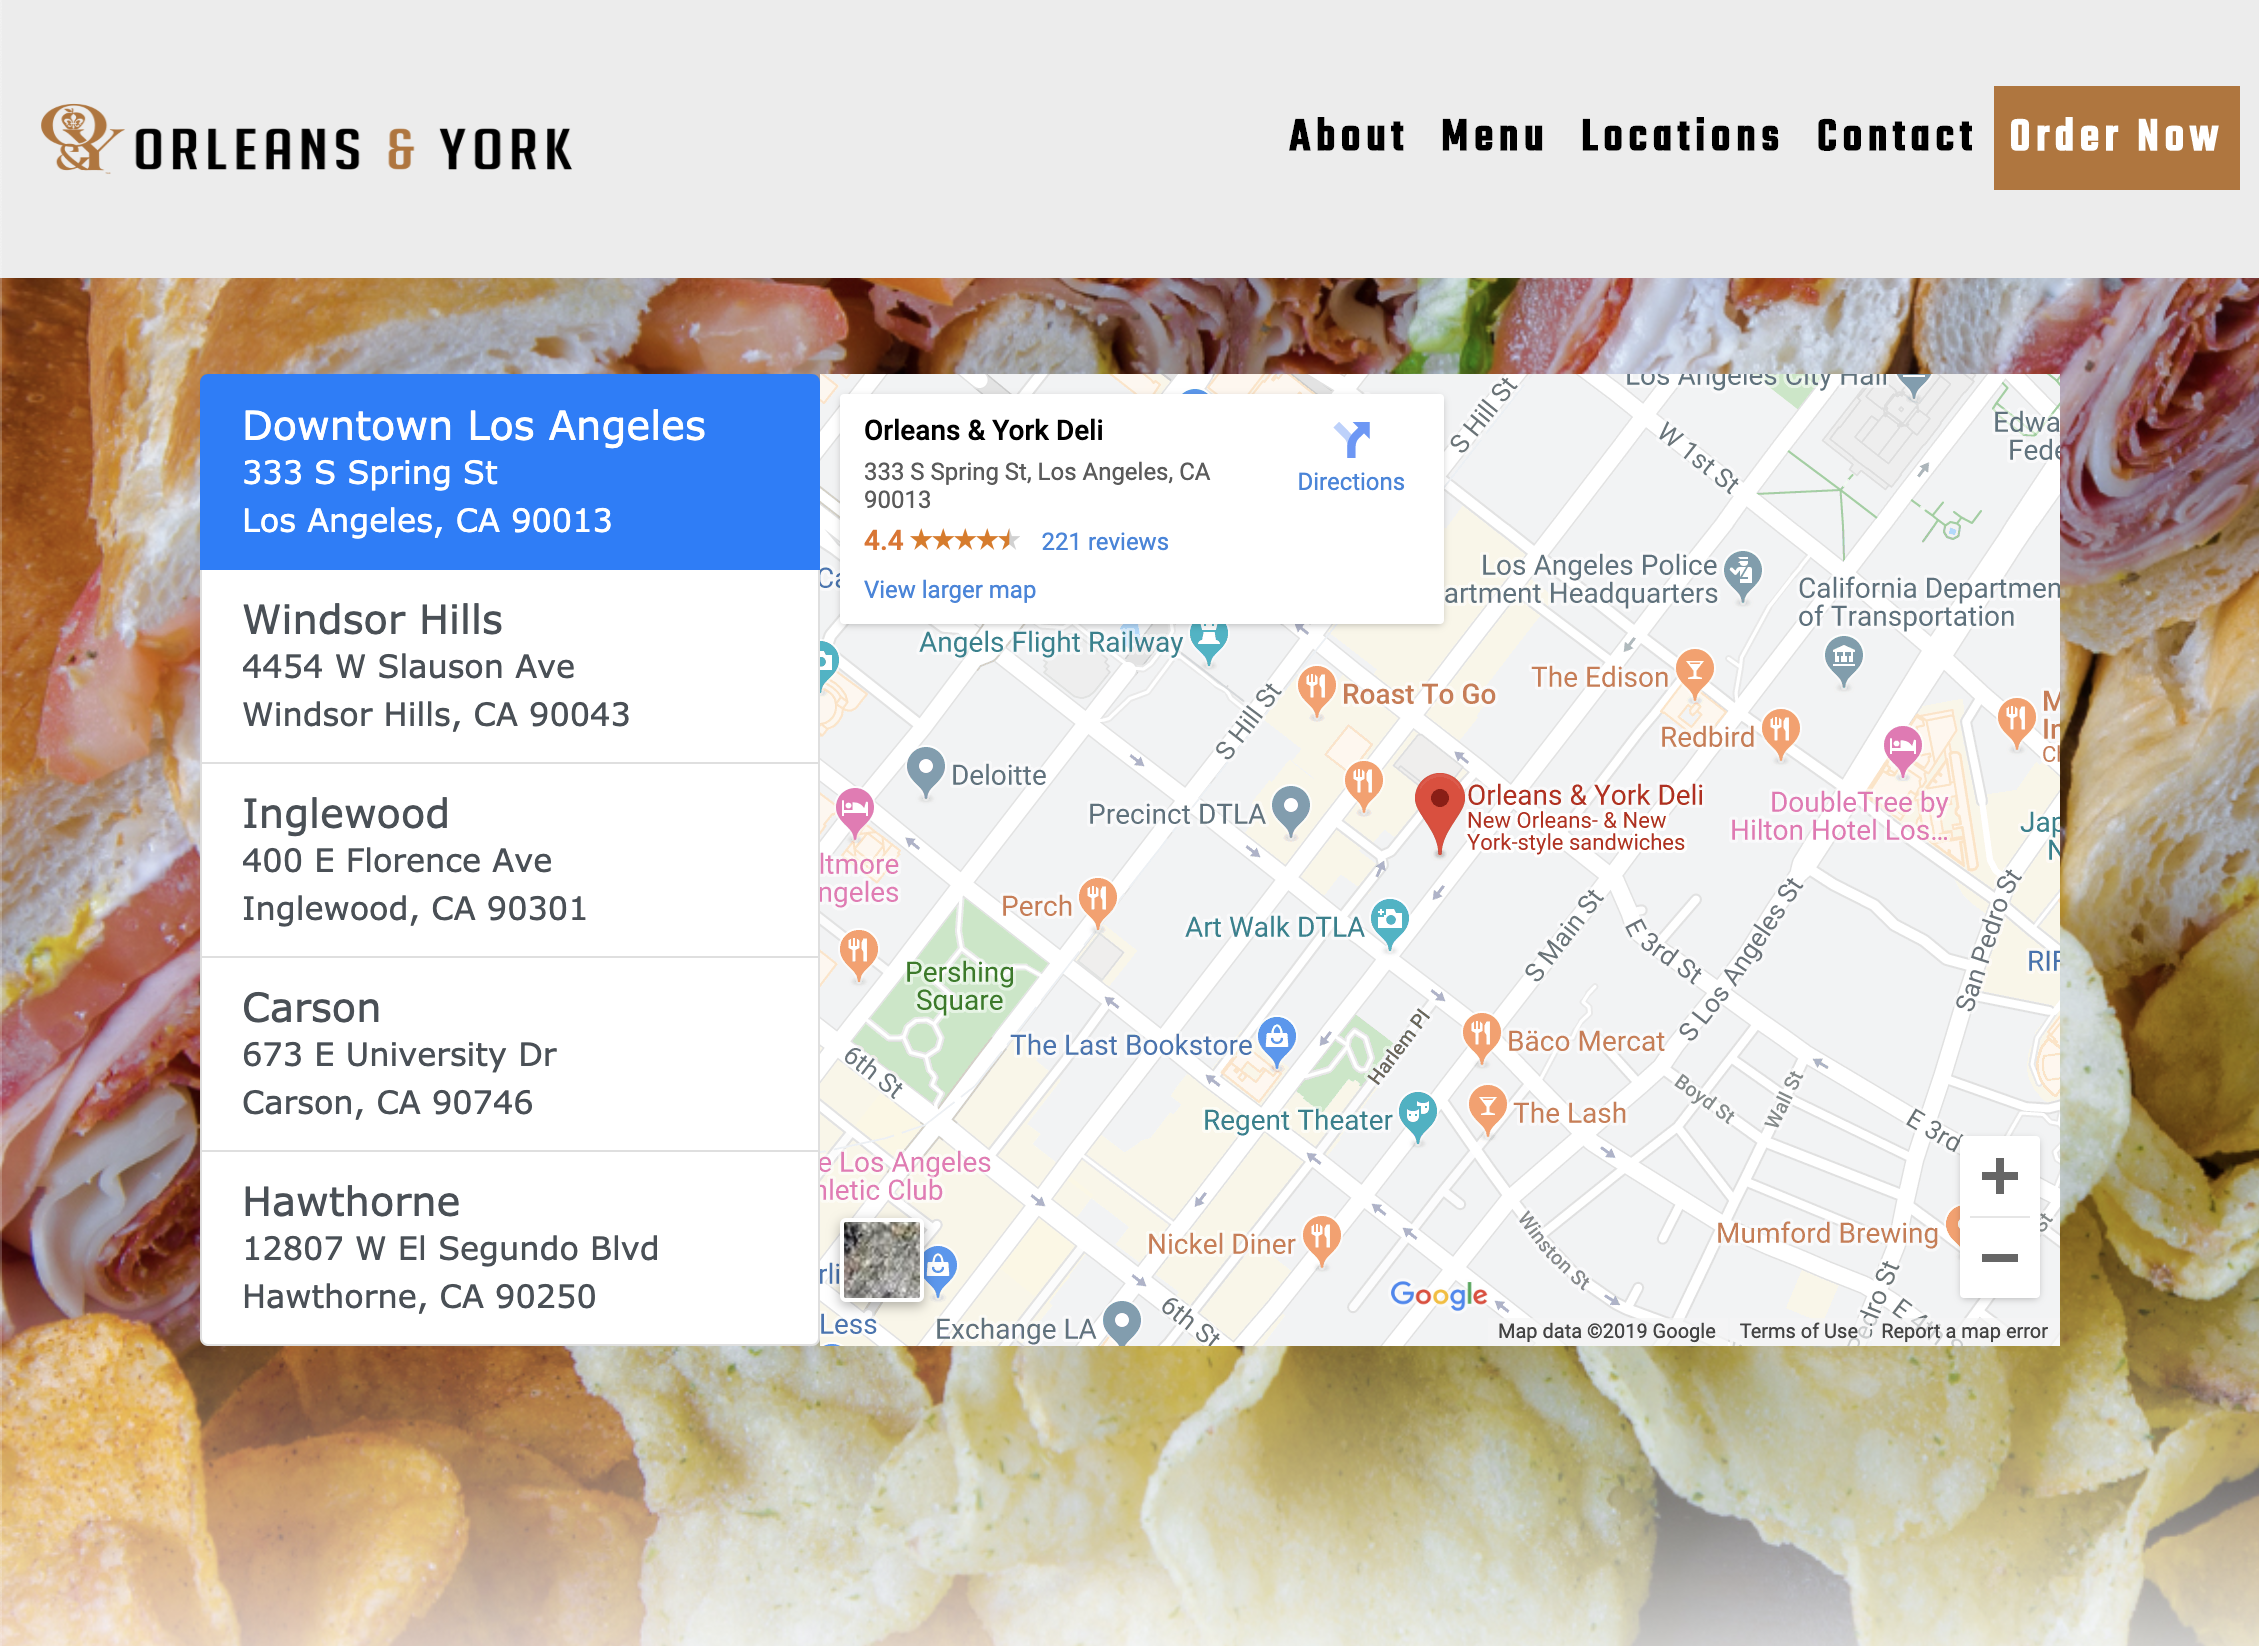 ORLEANS & YORK
About Menu Locations Contact Order Now
Downtown Los Angeles
333 S Spring St
Los Angeles, CA 90013
Windsor Hills
4454 W Slauson Ave
Windsor Hills, CA 90043
Inglewood
400 E Florence Ave
Inglewood, CA 90301
Carson
673 E University Dr
Carson, CA 90746
Hawthorne
12807 W El Segundo Blvd
Hawthorne, CA 90250
Orleans & York Deli
333 S Spring St, Los Angeles, CA
90013
Directions
4.4
221 reviews
View larger map
Los Angeles City Hall
S Hill St
W 1st St
Los Angeles Police
artment Headquarters
California Departmen
of Transportation
Angels Flight Railway
The Edison
Roast To Go
S Hill St
Redbird
Deloitte
Precinct DTLA
Orleans & York Deli
New Orleans- & New
York-style sandwiches
DoubleTree by
Hilton Hotel Los...
ltmore
ngeles
Perch
Art Walk DTLA
S Main St
E 3rd St
S Los Angeles St
San Pedro St
Pershing
Square
The Last Bookstore
Harlem Pl
Bäco Mercat
6th St
Boyd St
Wall St
Regent Theater
The Lash
E 3rd
e Los Angeles
hletic Club
Nickel Diner
Winston St
Mumford Brewing
Less
Exchange LA
6th St
Google
Map data ©2019 Google
Terms of Use
Report a map error